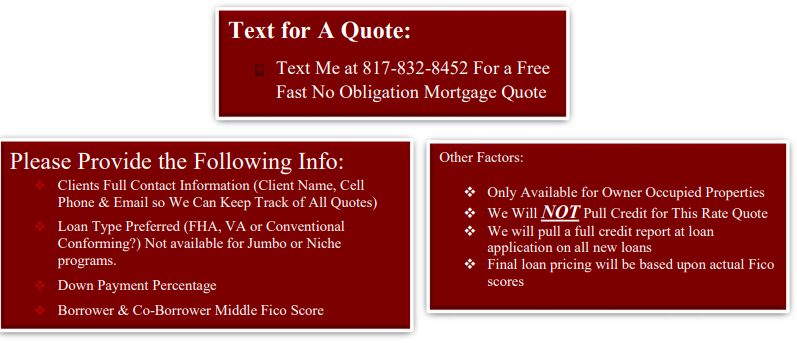 Text for A Quote:
Text Me at 817-832-8452 For a Free
Fast No Obligation Mortgage Quote
Please Provide the Following Info:
Clients Full Contact Information (Client Name, Cell
Phone & Email so We Can Keep Track of All Quotes)
Loan Type Preferred (FHA, VA or Conventional
Conforming?) Not available for Jumbo or Niche
programs.
Down Payment Percentage
Borrower & Co-Borrower Middle Fico Score
Other Factors:
Only Available for Owner Occupied Properties
We Will NOT Pull Credit for This Rate Quote
We will pull a full credit report at loan
application on all new loans
Final loan pricing will be based upon actual Fico
scores